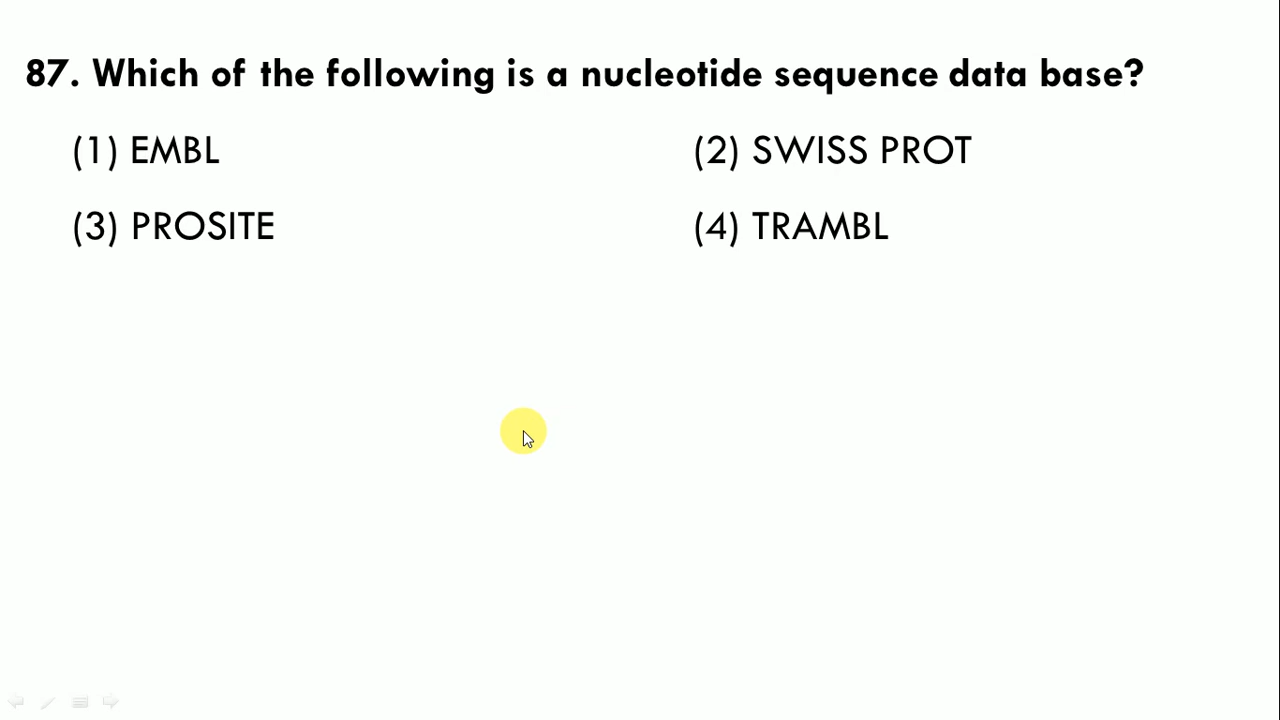 87. Which of the following is a nucleotide sequence data base?
(1) EMBL (2) SWISS PROT
(3) PROSITE (4) TRAMBL